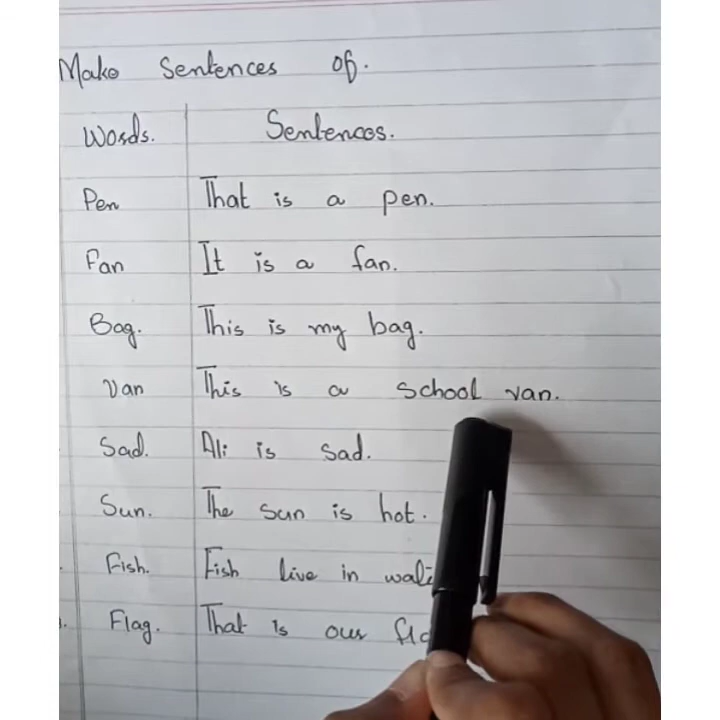 Make Sentences of.
Words. Sentences.
Pen That is a pen.
Fan It is a fan.
Bag. This is my bag.
Van This is a school van.
Sad. Ali is sad.
Sun. The sun is hot.
Fish. Fish live in
Flag. That is our